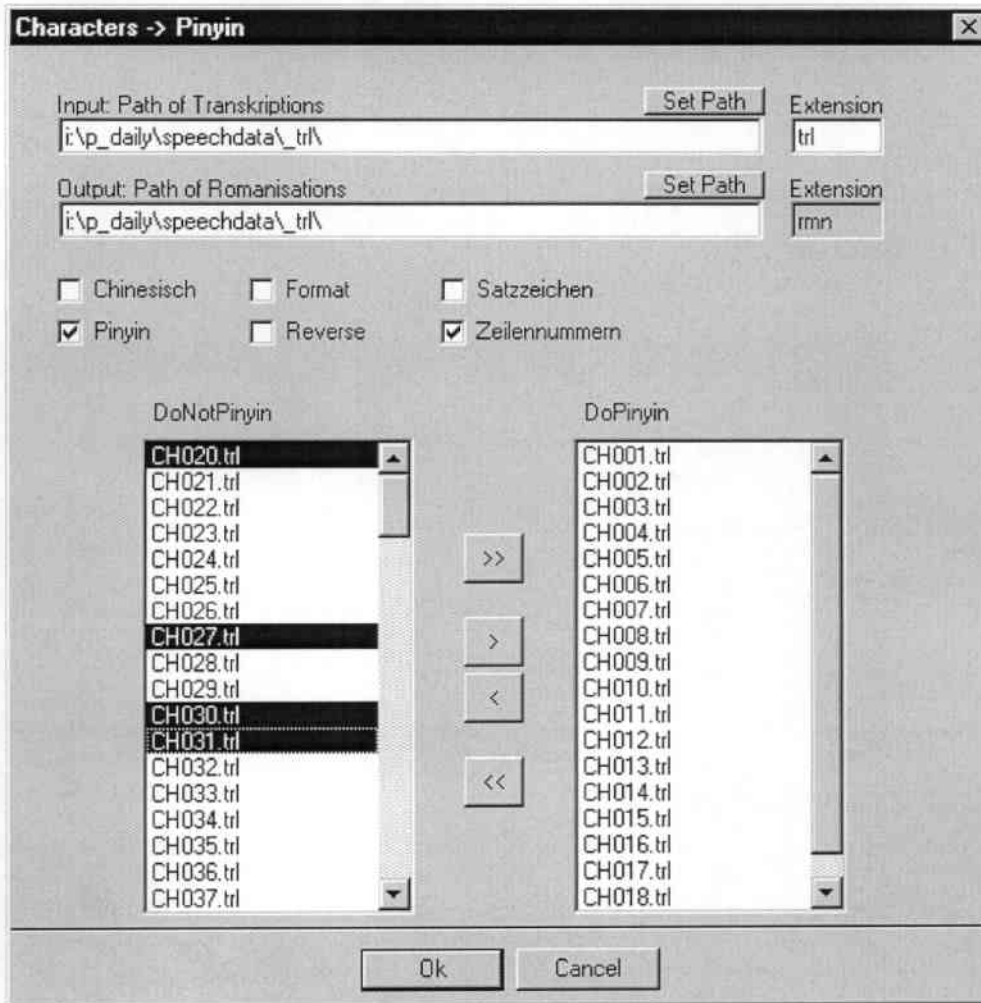 Characters -> Pinyin
Input: Path of Transkriptions
Set Path
Extension
i:\p_daily\speechdata\_trl\
trl
Output: Path of Romanisations
Set Path
Extension
i:\p_daily\speechdata\_trl\
rmn
Chinesisch
Format
Satzzeichen
Pinyin
Reverse
Zeilennummern
DoNotPinyin
CH020.trl
CH021.trl
CH022.trl
CH023.trl
CH024.trl
CH025.trl
CH026.trl
CH027.trl
CH028.trl
CH029.trl
CH030.trl
CH031.trl
CH032.trl
CH033.trl
CH034.trl
CH035.trl
CH036.trl
CH037.trl
>>
>
<
<<
DoPinyin
CH001.trl
CH002.trl
CH003.trl
CH004.trl
CH005.trl
CH006.trl
CH007.trl
CH008.trl
CH009.trl
CH010.trl
CH011.trl
CH012.trl
CH013.trl
CH014.trl
CH015.trl
CH016.trl
CH017.trl
CH018.trl
Ok
Cancel